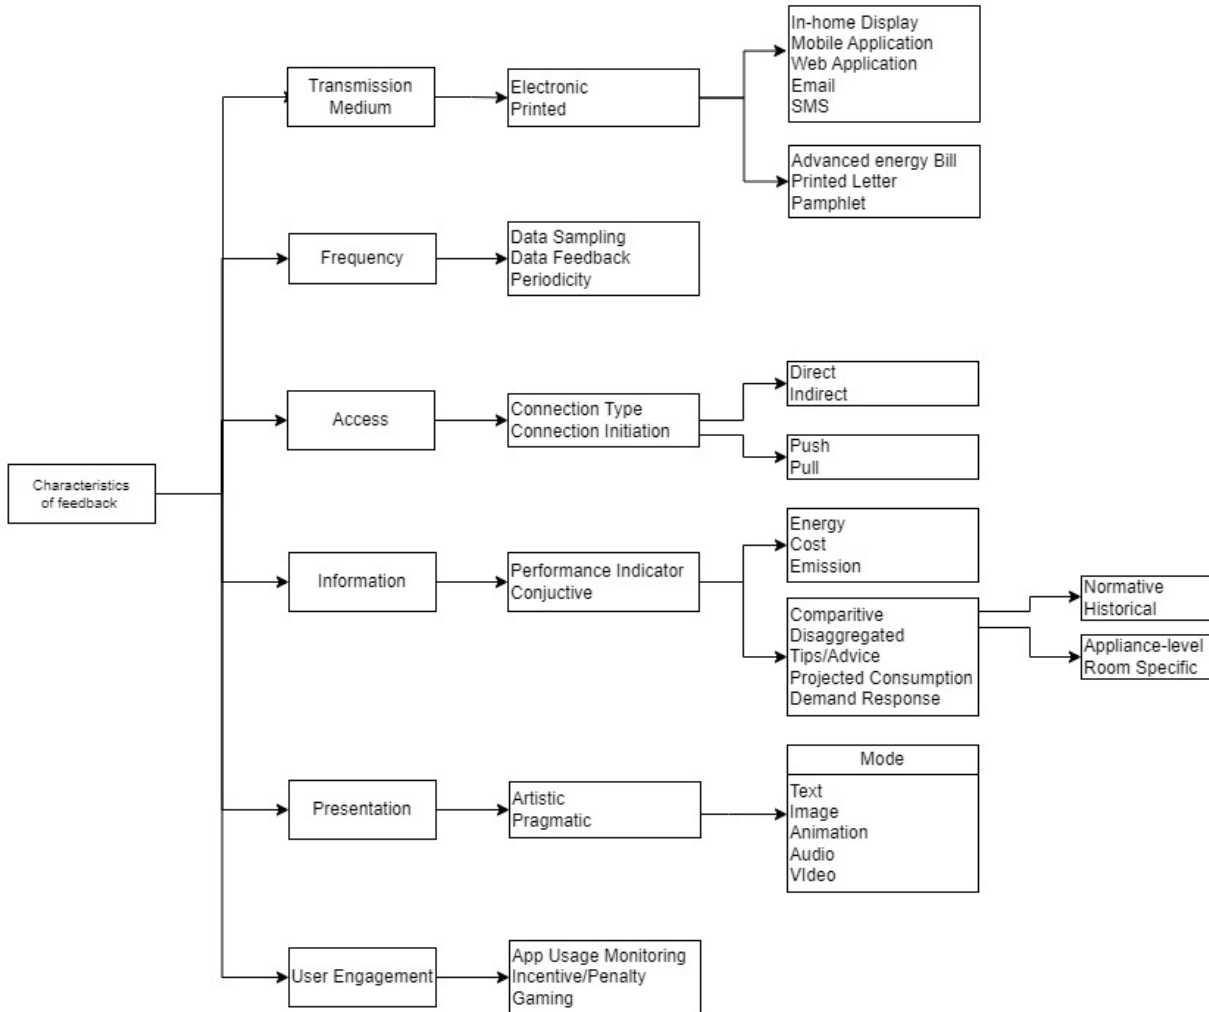 In-home Display
Mobile Application
Web Application
Email
SMS
Transmission
Medium
Electronic
Printed
Advanced energy Bill
Printed Letter
Pamphlet
Frequency
Data Sampling
Data Feedback
Periodicity
Access
Connection Type
Connection Initiation
Direct
Indirect
Push
Pull
Characteristics
of feedback
Information
Performance Indicator
Conjuctive
Energy
Cost
Emission
Comparitive
Disaggregated
Tips/Advice
Projected Consumption
Demand Response
Normative
Historical
Appliance-level
Room Specific
Presentation
Artistic
Pragmatic
Mode
Text
Image
Animation
Audio
VIdeo
User Engagement
App Usage Monitoring
Incentive/Penalty
Gaming